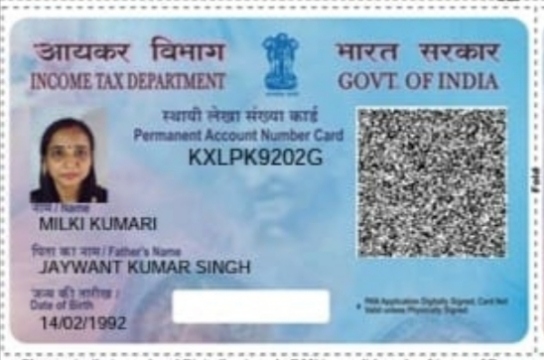 आयकर विभाग
INCOME TAX DEPARTMENT
भारत सरकार
GOVT. OF INDIA
स्थायी लेखा संख्या कार्ड
Permanent Account Number Card
KXLPK9202G
नाम / Name
MILKI KUMARI
पिता का नाम / Father's Name
JAYWANT KUMAR SINGH
जन्म की तारीख /
Date of Birth
14/02/1992
PAN Application Digitally Signed, Card Not
Valid unless Physically Signed
Fold